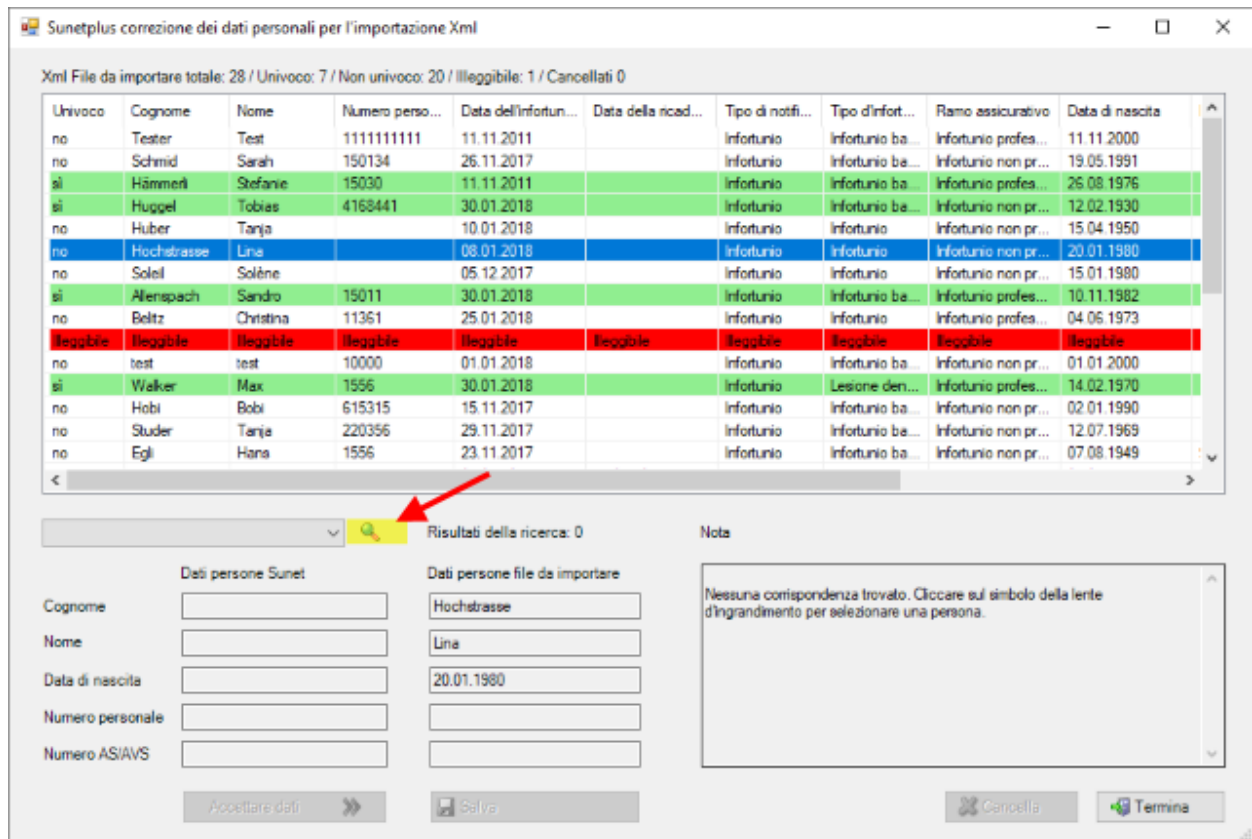 Sunetplus correzione dei dati personali per l'importazione Xml
Xml File da importare totale: 28 / Univoco: 7 / Non univoco: 20 / Illeggibile: 1 / Cancellati 0
Univoco Cognome Nome Numero perso... Data dell'infortun... Data della ricad... Tipo di notifi... Tipo d'infort... Ramo assicurativo Data di nascita
no Tester Test 1111111111 11.11.2011 Infortunio Infortunio ba... Infortunio profes... 11.11.2000
no Schmid Sarah 150134 26.11.2017 Infortunio Infortunio ba... Infortunio non pr... 19.05.1991
sì Hämmerli Stefanie 15030 11.11.2011 Infortunio Infortunio ba... Infortunio profes... 26.08.1976
sì Huggel Tobias 4168441 30.01.2018 Infortunio Infortunio ba... Infortunio non pr... 12.02.1930
no Huber Tanja 10.01.2018 Infortunio Infortunio Infortunio non pr... 15.04.1950
no Hochstrasse Lina 08.01.2018 Infortunio Infortunio Infortunio non pr... 20.01.1980
no Soleil Solène 05.12.2017 Infortunio Infortunio Infortunio non pr... 15.01.1980
sì Allenspach Sandro 15011 30.01.2018 Infortunio Infortunio ba... Infortunio profes... 10.11.1982
no Belitz Christina 11361 25.01.2018 Infortunio Infortunio ba... Infortunio profes... 04.06.1973
Illeggibile Illeggibile Illeggibile Illeggibile Illeggibile Illeggibile Illeggibile Illeggibile Illeggibile Illeggibile
no test test 10000 01.01.2018 Infortunio Infortunio ba... Infortunio non pr... 01.01.2000
sì Walker Max 1556 30.01.2018 Infortunio Lesione den... Infortunio profes... 14.02.1970
no Hobi Bobi 615315 15.11.2017 Infortunio Infortunio ba... Infortunio non pr... 02.01.1990
no Studer Tanja 220356 29.11.2017 Infortunio Infortunio ba... Infortunio non pr... 12.07.1969
no Egli Hans 1556 23.11.2017 Infortunio Infortunio ba... Infortunio non pr... 07.08.1949
Risultati della ricerca: 0 Nota
Dati persone Sunet Dati persone file da importare
Nessuna corrispondenza trovato. Cliccare sul simbolo della lente
d'ingrandimento per selezionare una persona.
Cognome Hochstrasse
Nome Lina
Data di nascita 20.01.1980
Numero personale
Numero AS/AVS
Accettare dati Salva Cancella Termina